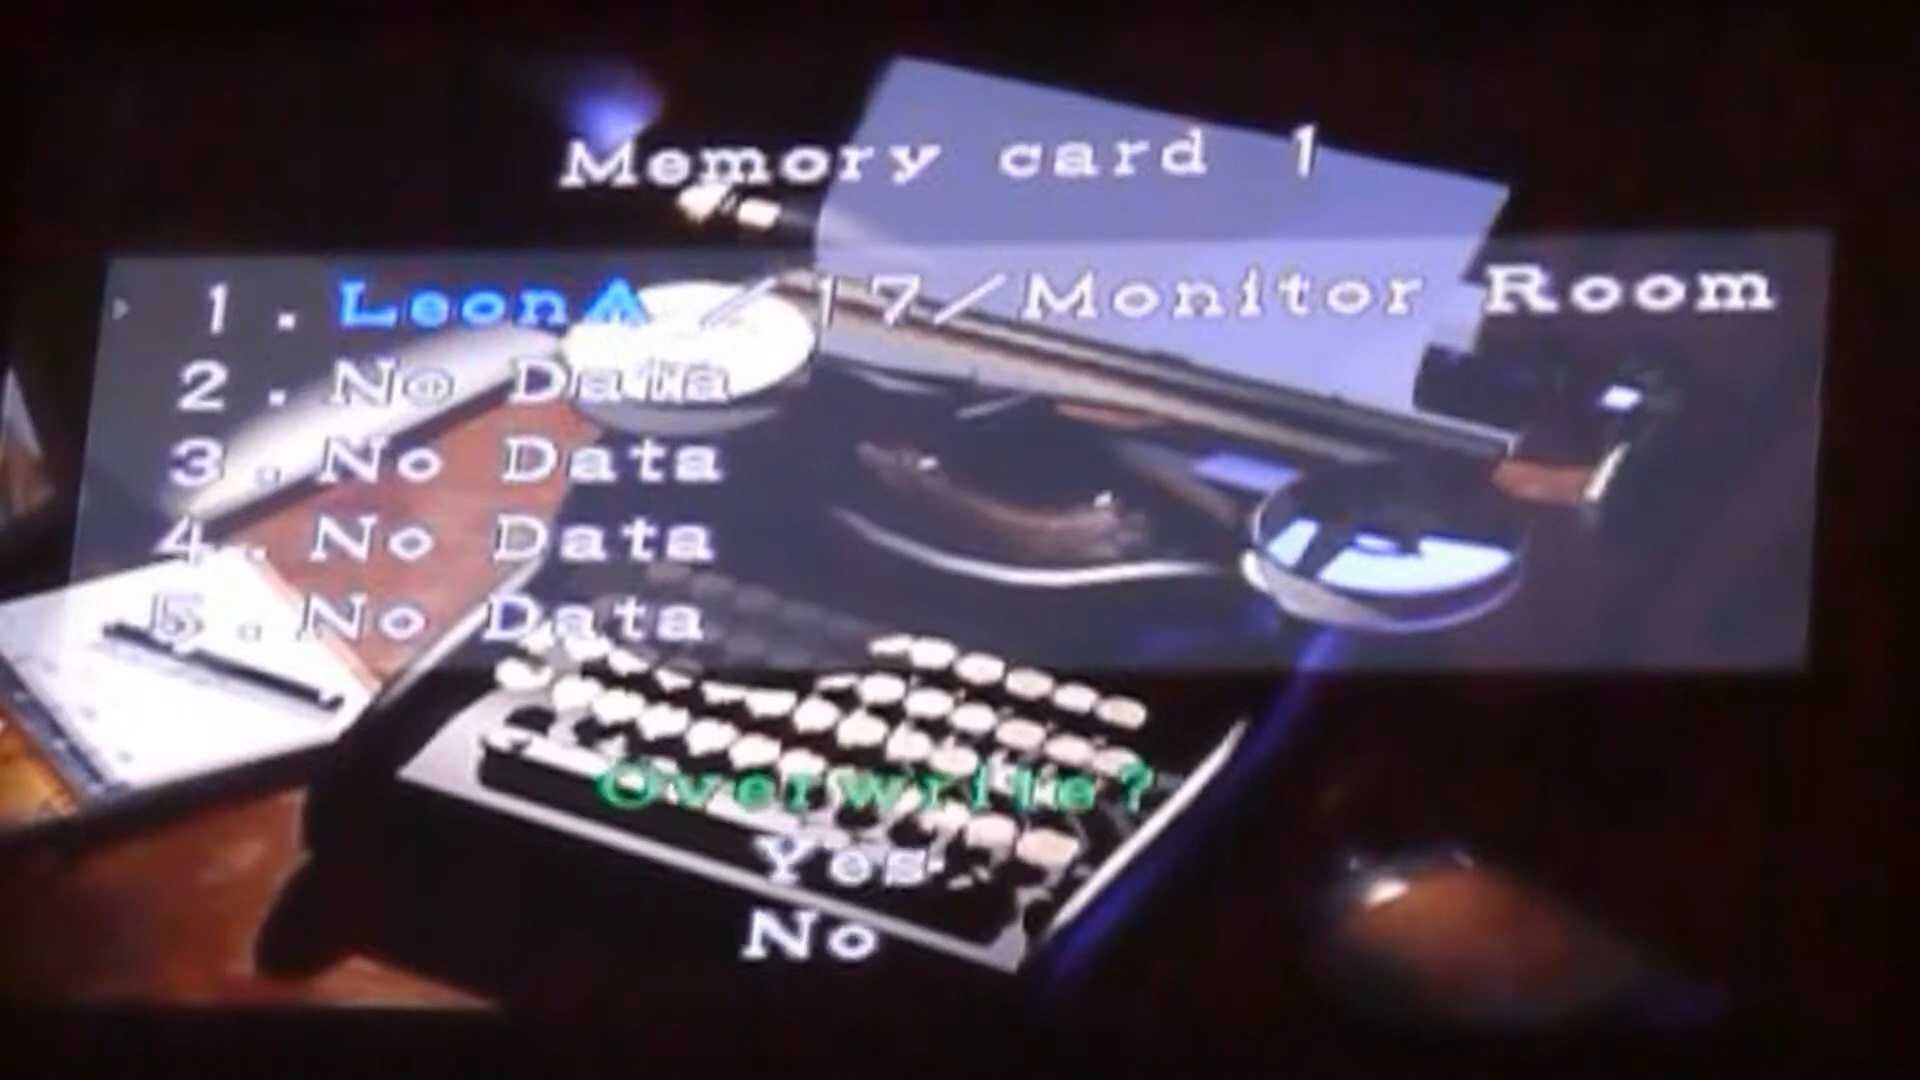 Memory card 1
1. LeonA /17/Monitor Room
2. No Data
3. No Data
4. No Data
5. No Data
Overwrite?
Yes
No